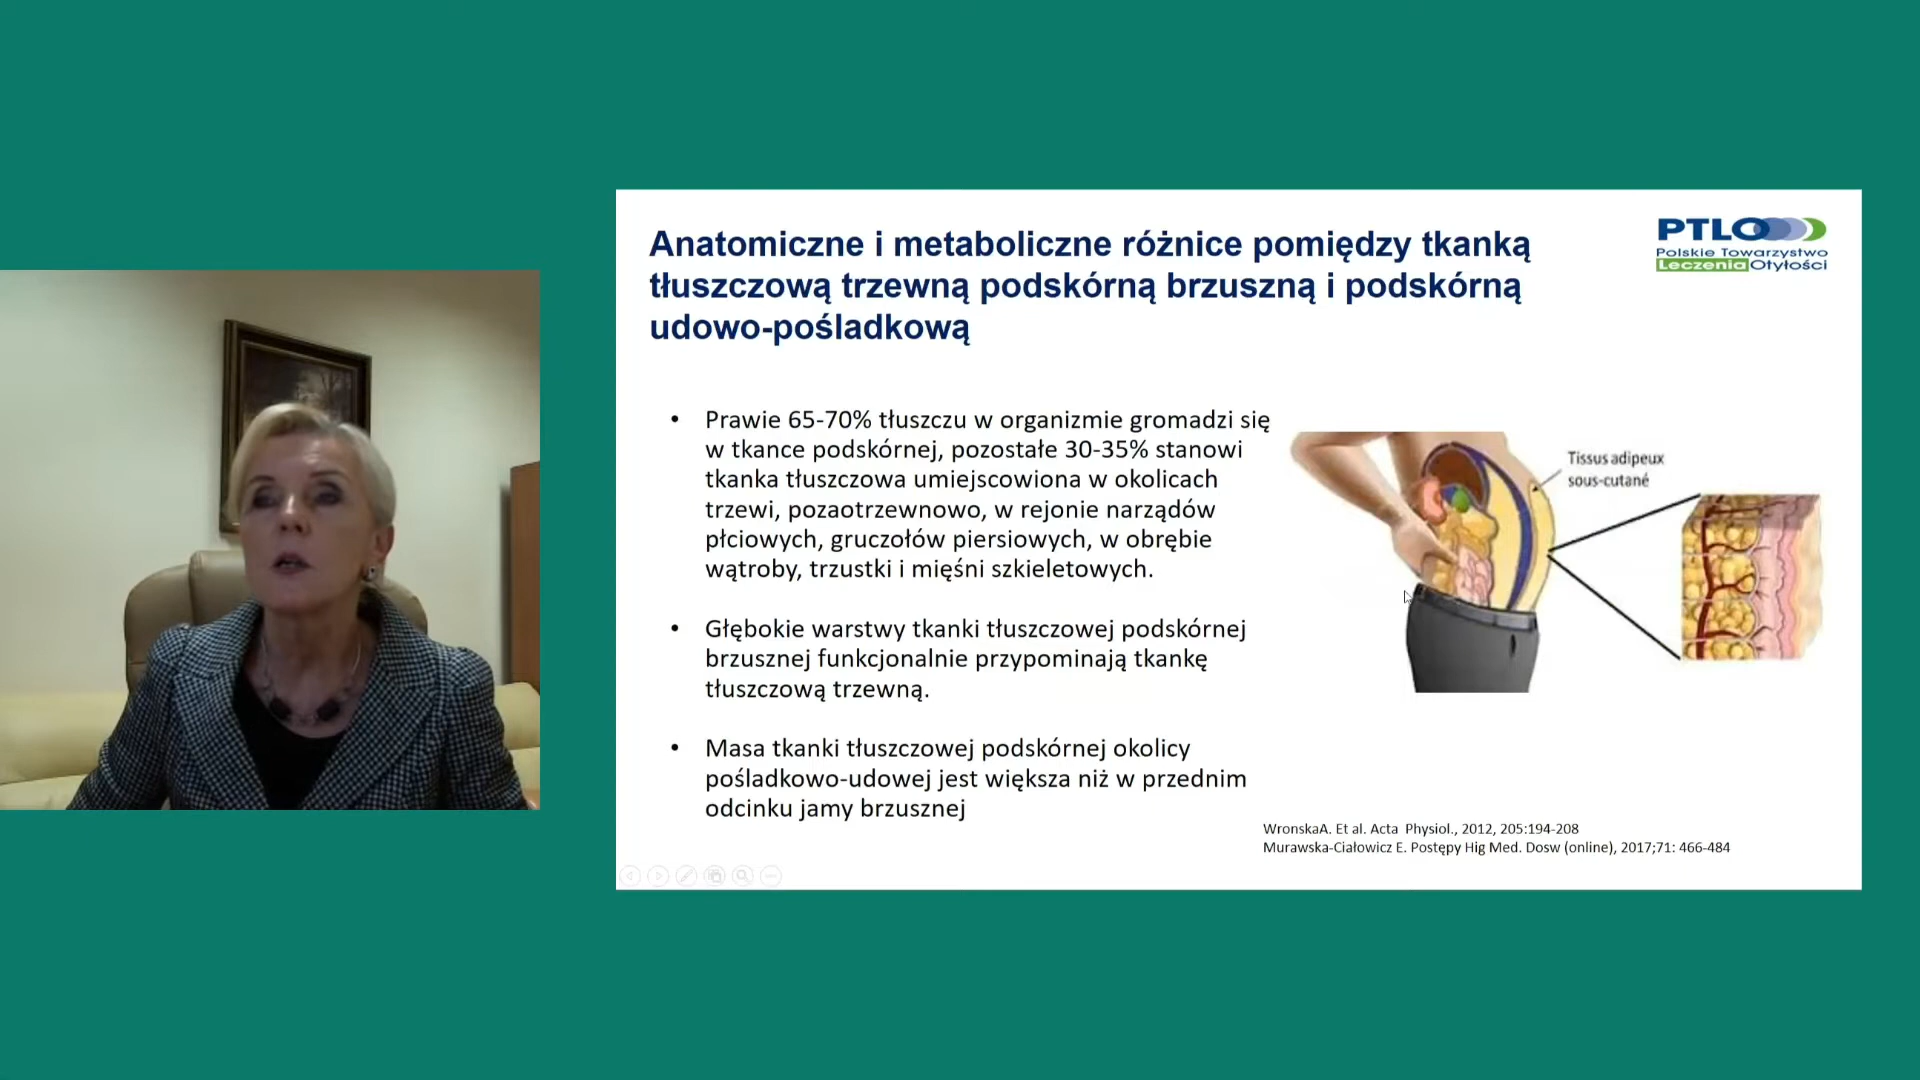 Anatomiczne i metaboliczne różnice pomiędzy tkanką
tłuszczową trzewną podskórną brzuszną i podskórną
udowo-pośladkową
PTLO
Polskie Towarzystwo
Leczenia Otyłości
• Prawie 65-70% tłuszczu w organizmie gromadzi się
w tkance podskórnej, pozostałe 30-35% stanowi
tkanka tłuszczowa umiejscowiona w okolicach
trzewi, pozaotrzewnowo, w rejonie narządów
płciowych, gruczołów piersiowych, w obrębie
wątroby, trzustki i mięśni szkieletowych.
• Głębokie warstwy tkanki tłuszczowej podskórnej
brzusznej funkcjonalnie przypominają tkankę
tłuszczową trzewną.
• Masa tkanki tłuszczowej podskórnej okolicy
pośladkowo-udowej jest większa niż w przednim
odcinku jamy brzusznej
Tissus adipeux
sous-cutané
WronskaA. Et al. Acta Physiol., 2012, 205:194-208
Murawska-Ciałowicz E. Postępy Hig Med. Dosw (online), 2017;71: 466-484